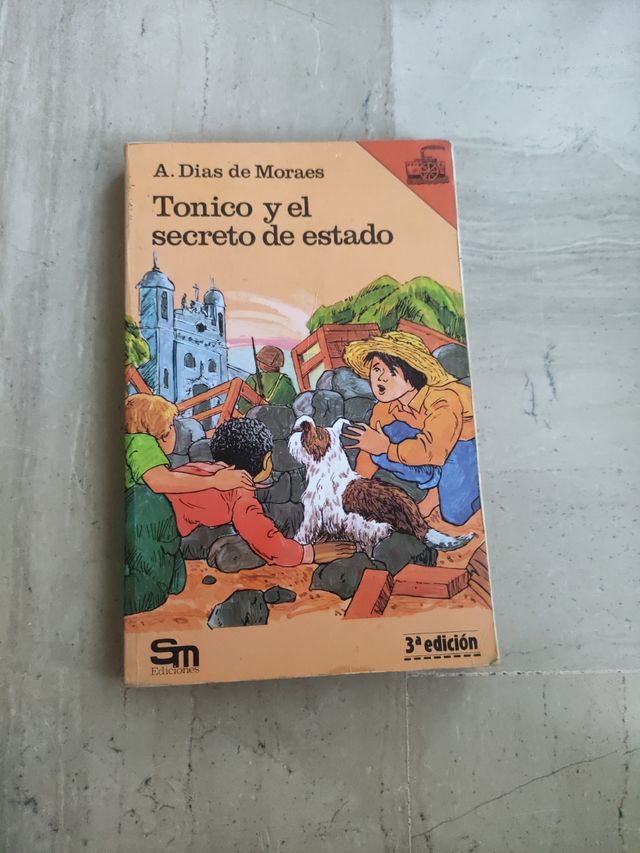 A. Dias de Moraes
Tonico y el
secreto de estado
Sm
Ediciones
3ª edición